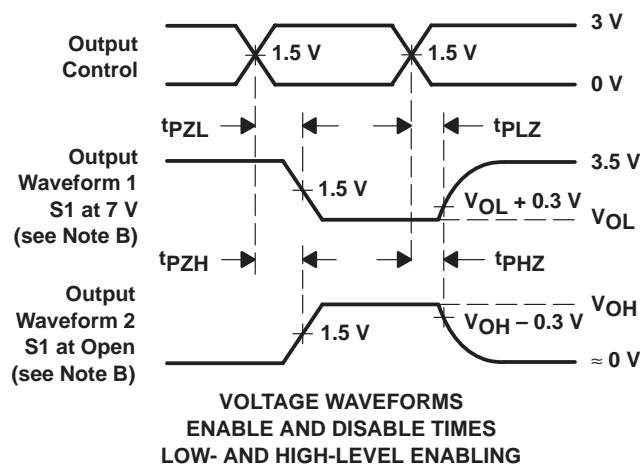 Output
Control
1.5 V
1.5 V
3 V
0 V
tPZL
tPLZ
Output
Waveform 1
S1 at 7 V
(see Note B)
1.5 V
3.5 V
VOL + 0.3 V
VOL
tPZH
tPHZ
Output
Waveform 2
S1 at Open
(see Note B)
1.5 V
VOH
VOH – 0.3 V
≈ 0 V
VOLTAGE WAVEFORMS
ENABLE AND DISABLE TIMES
LOW- AND HIGH-LEVEL ENABLING